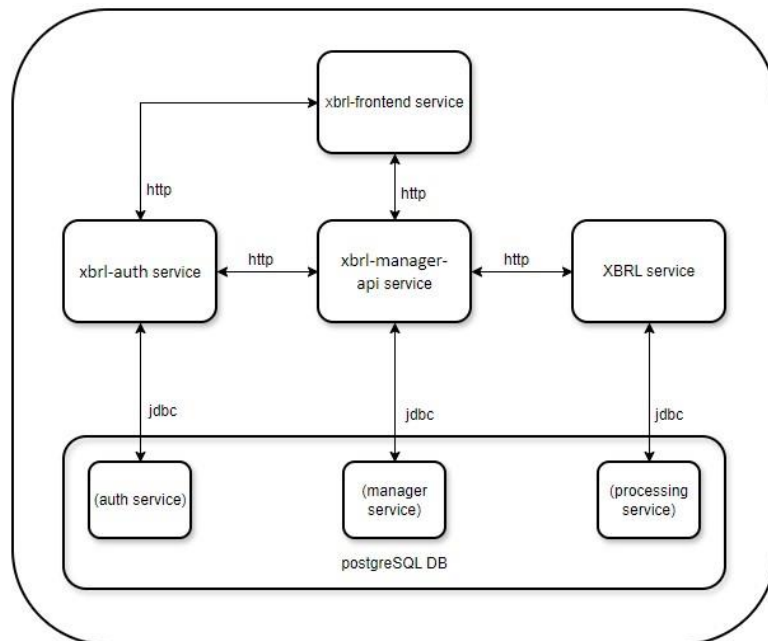 xbrl-frontend service
http
http
xbrl-auth service
http
xbrl-manager-
api service
http
XBRL service
jdbc
jdbc
jdbc
(auth service)
(manager
service)
(processing
service)
postgreSQL DB